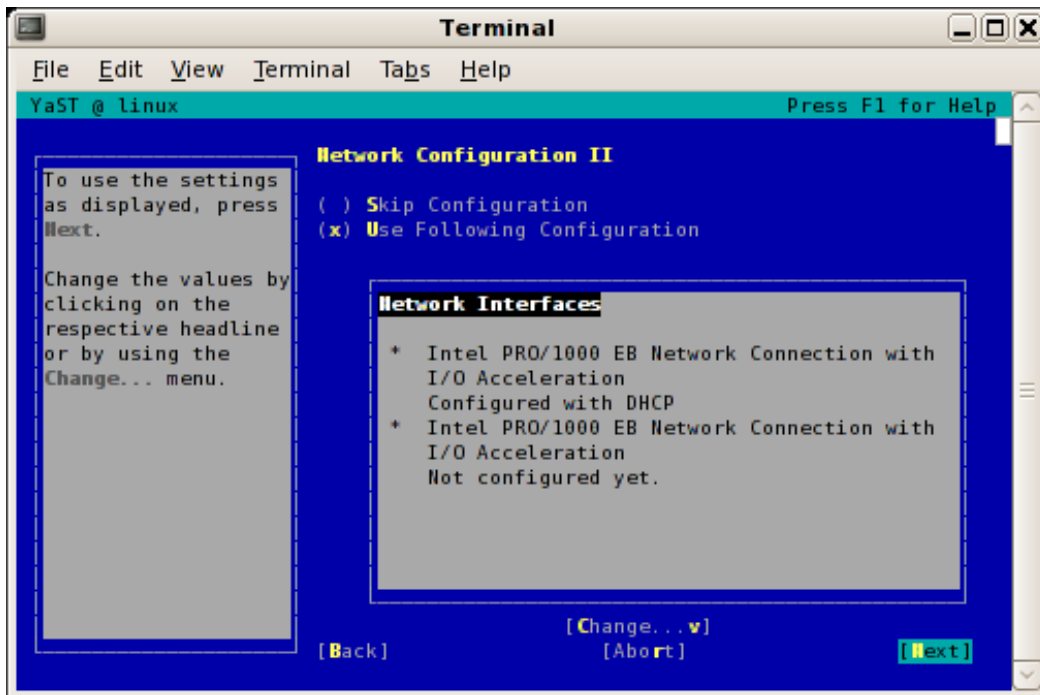 Terminal
File Edit View Terminal Tabs Help
YaST @ linux Press F1 for Help
Network Configuration II
To use the settings
as displayed, press
Next.
Change the values by
clicking on the
respective headline
or by using the
Change... menu.
( ) Skip Configuration
(x) Use Following Configuration
Network Interfaces
* Intel PRO/1000 EB Network Connection with
I/O Acceleration
Configured with DHCP
* Intel PRO/1000 EB Network Connection with
I/O Acceleration
Not configured yet.
[Change...v]
[Back] [Abort] [Next]